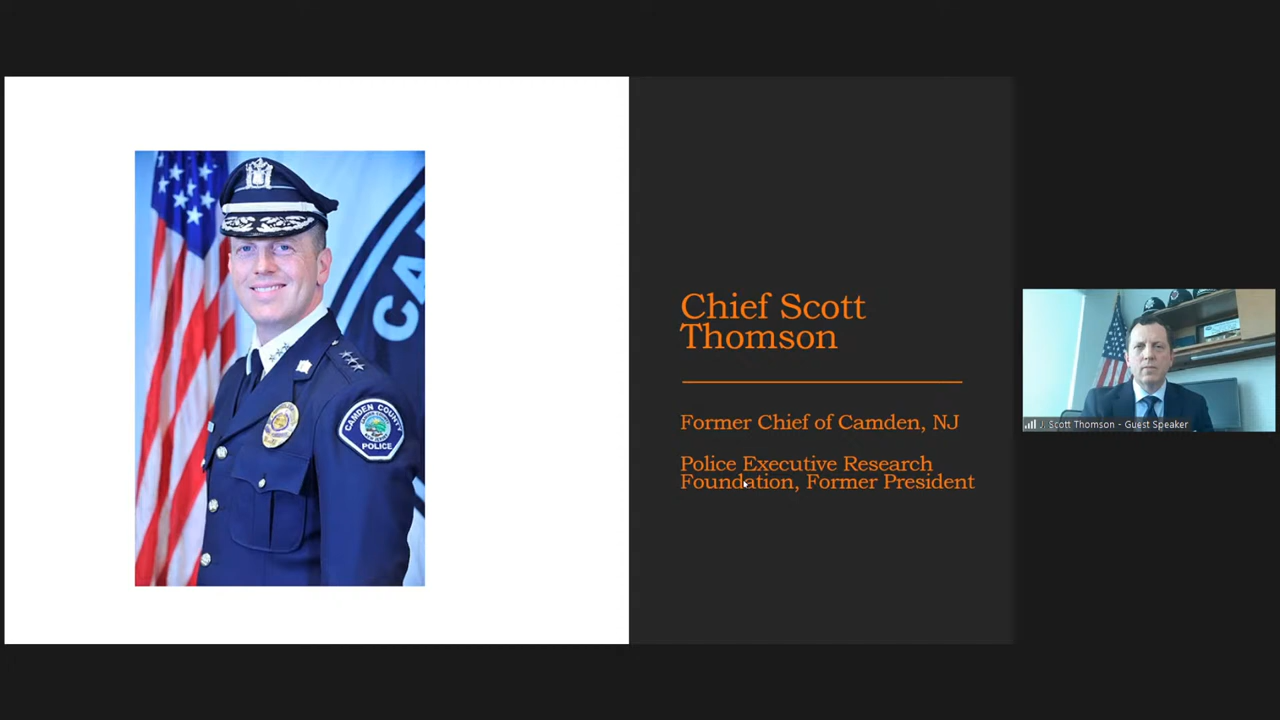 Chief Scott
Thomson
Former Chief of Camden, NJ
Police Executive Research
Foundation, Former President
CA
CAMDEN COUNTY
POLICE
J. Scott Thomson - Guest Speaker